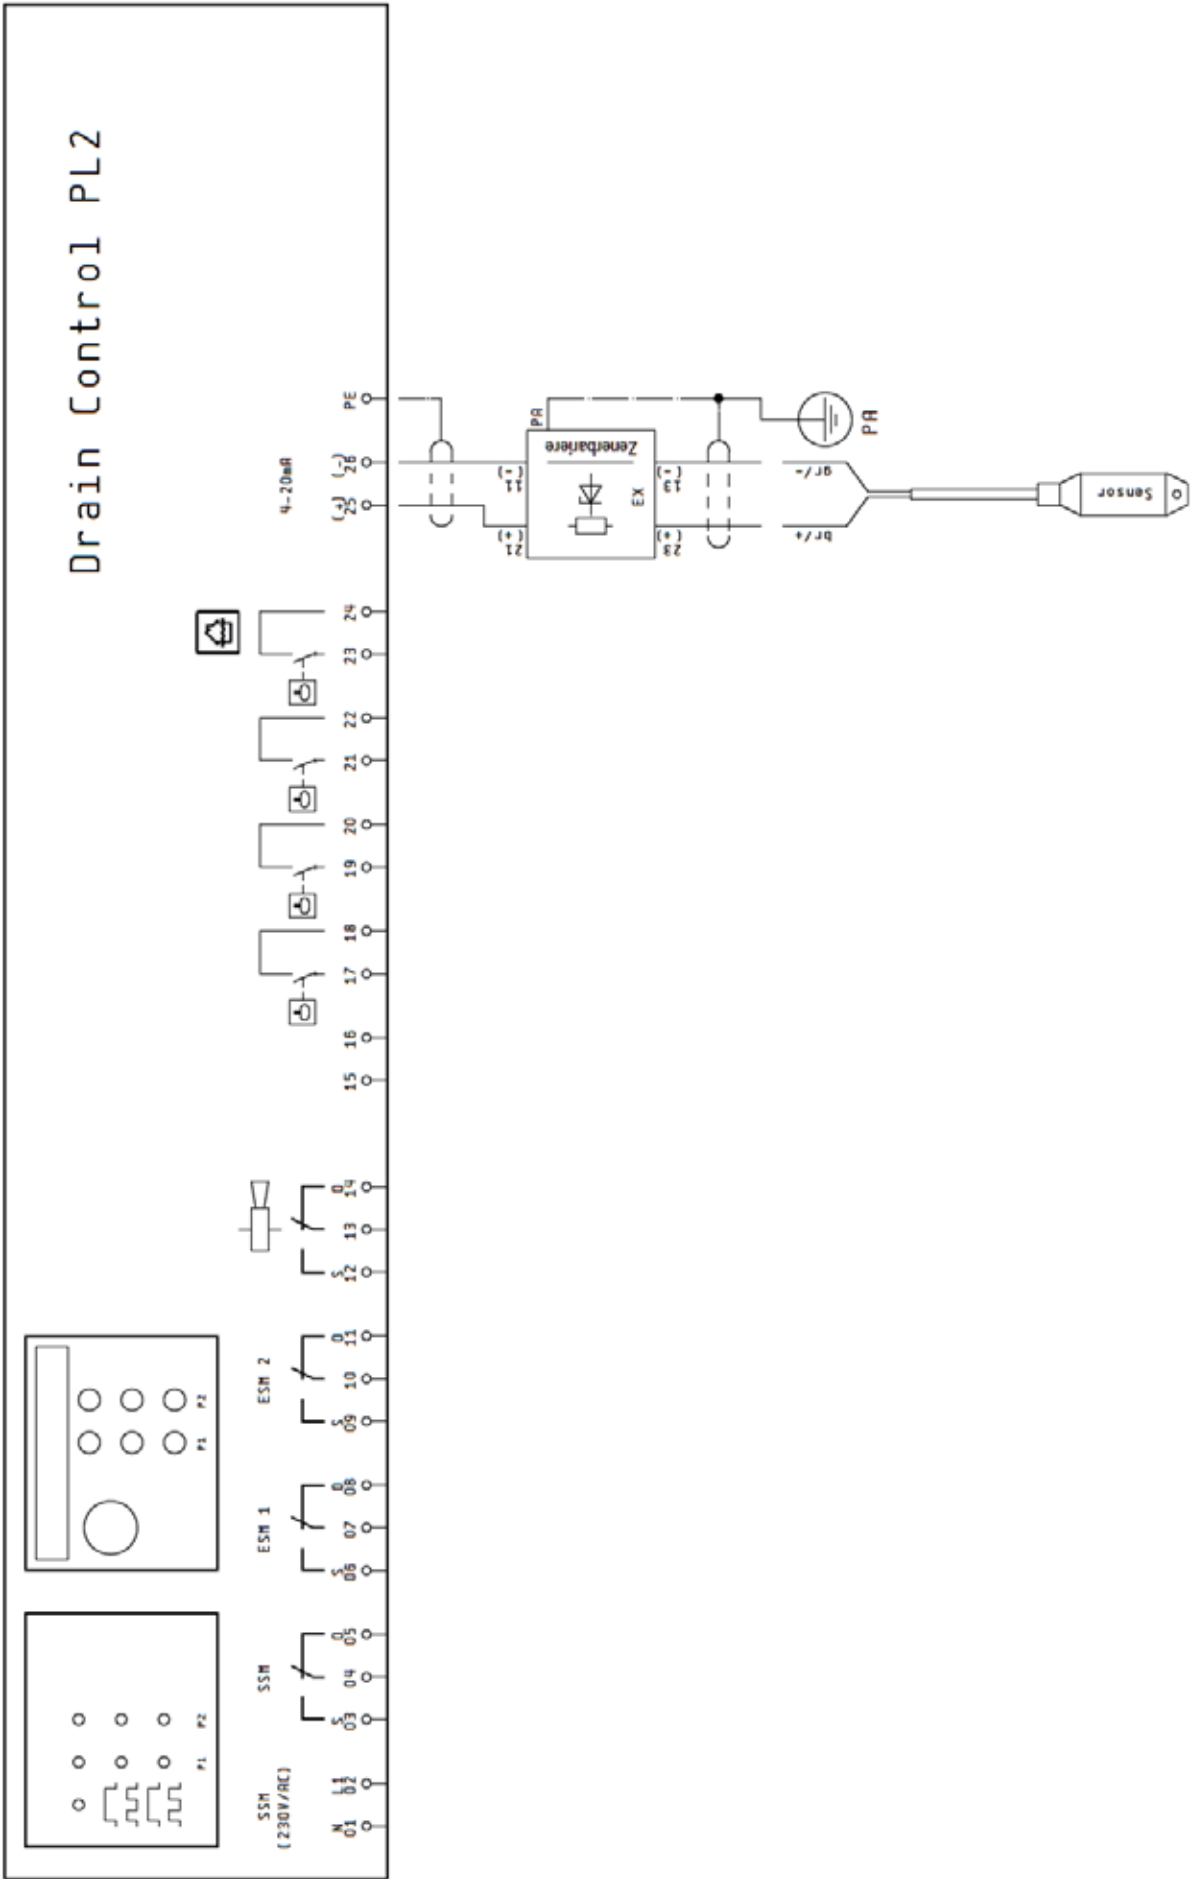 Drain Control PL2
4-20mA
(+) (-)
25 26 PE
24
23
22
21
20
19
18
17
16
15
O
14
13
S
12
ESM 2
O
11
10
S
09
ESM 1
O
08
07
S
06
SSM
O
05
04
S
03
SSM
(230V/AC)
L1
02
N
01
P1 P2
P1 P2
PA
Zenerbariere
EX
11
(-)
21
(+)
13
(-)
23
(+)
PA
gr/-
br/+
Sensor